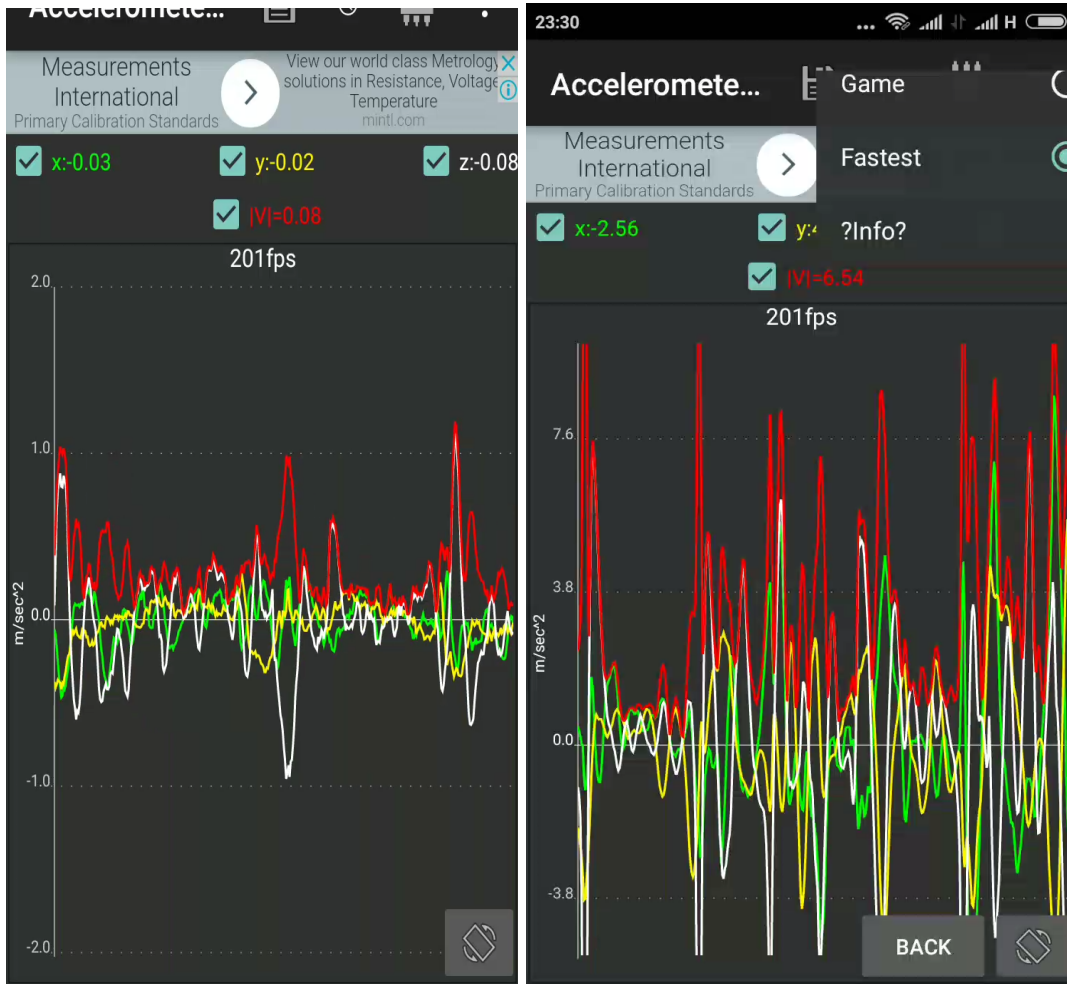 Acceleromete...
Measurements
International
Primary Calibration Standards
View our world class Metrology
solutions in Resistance, Voltage
Temperature
mintl.com
x:-0.03
y:-0.02
z:-0.08
|V|=0.08
201fps
2.0
1.0
0.0
-1.0
-2.0
m/sec^2
23:30
... H
Acceleromete...
Game
Fastest
?Info?
Measurements
International
Primary Calibration Standards
x:-2.56
y:
|V|=6.54
201fps
7.6
3.8
0.0
-3.8
m/sec^2
BACK